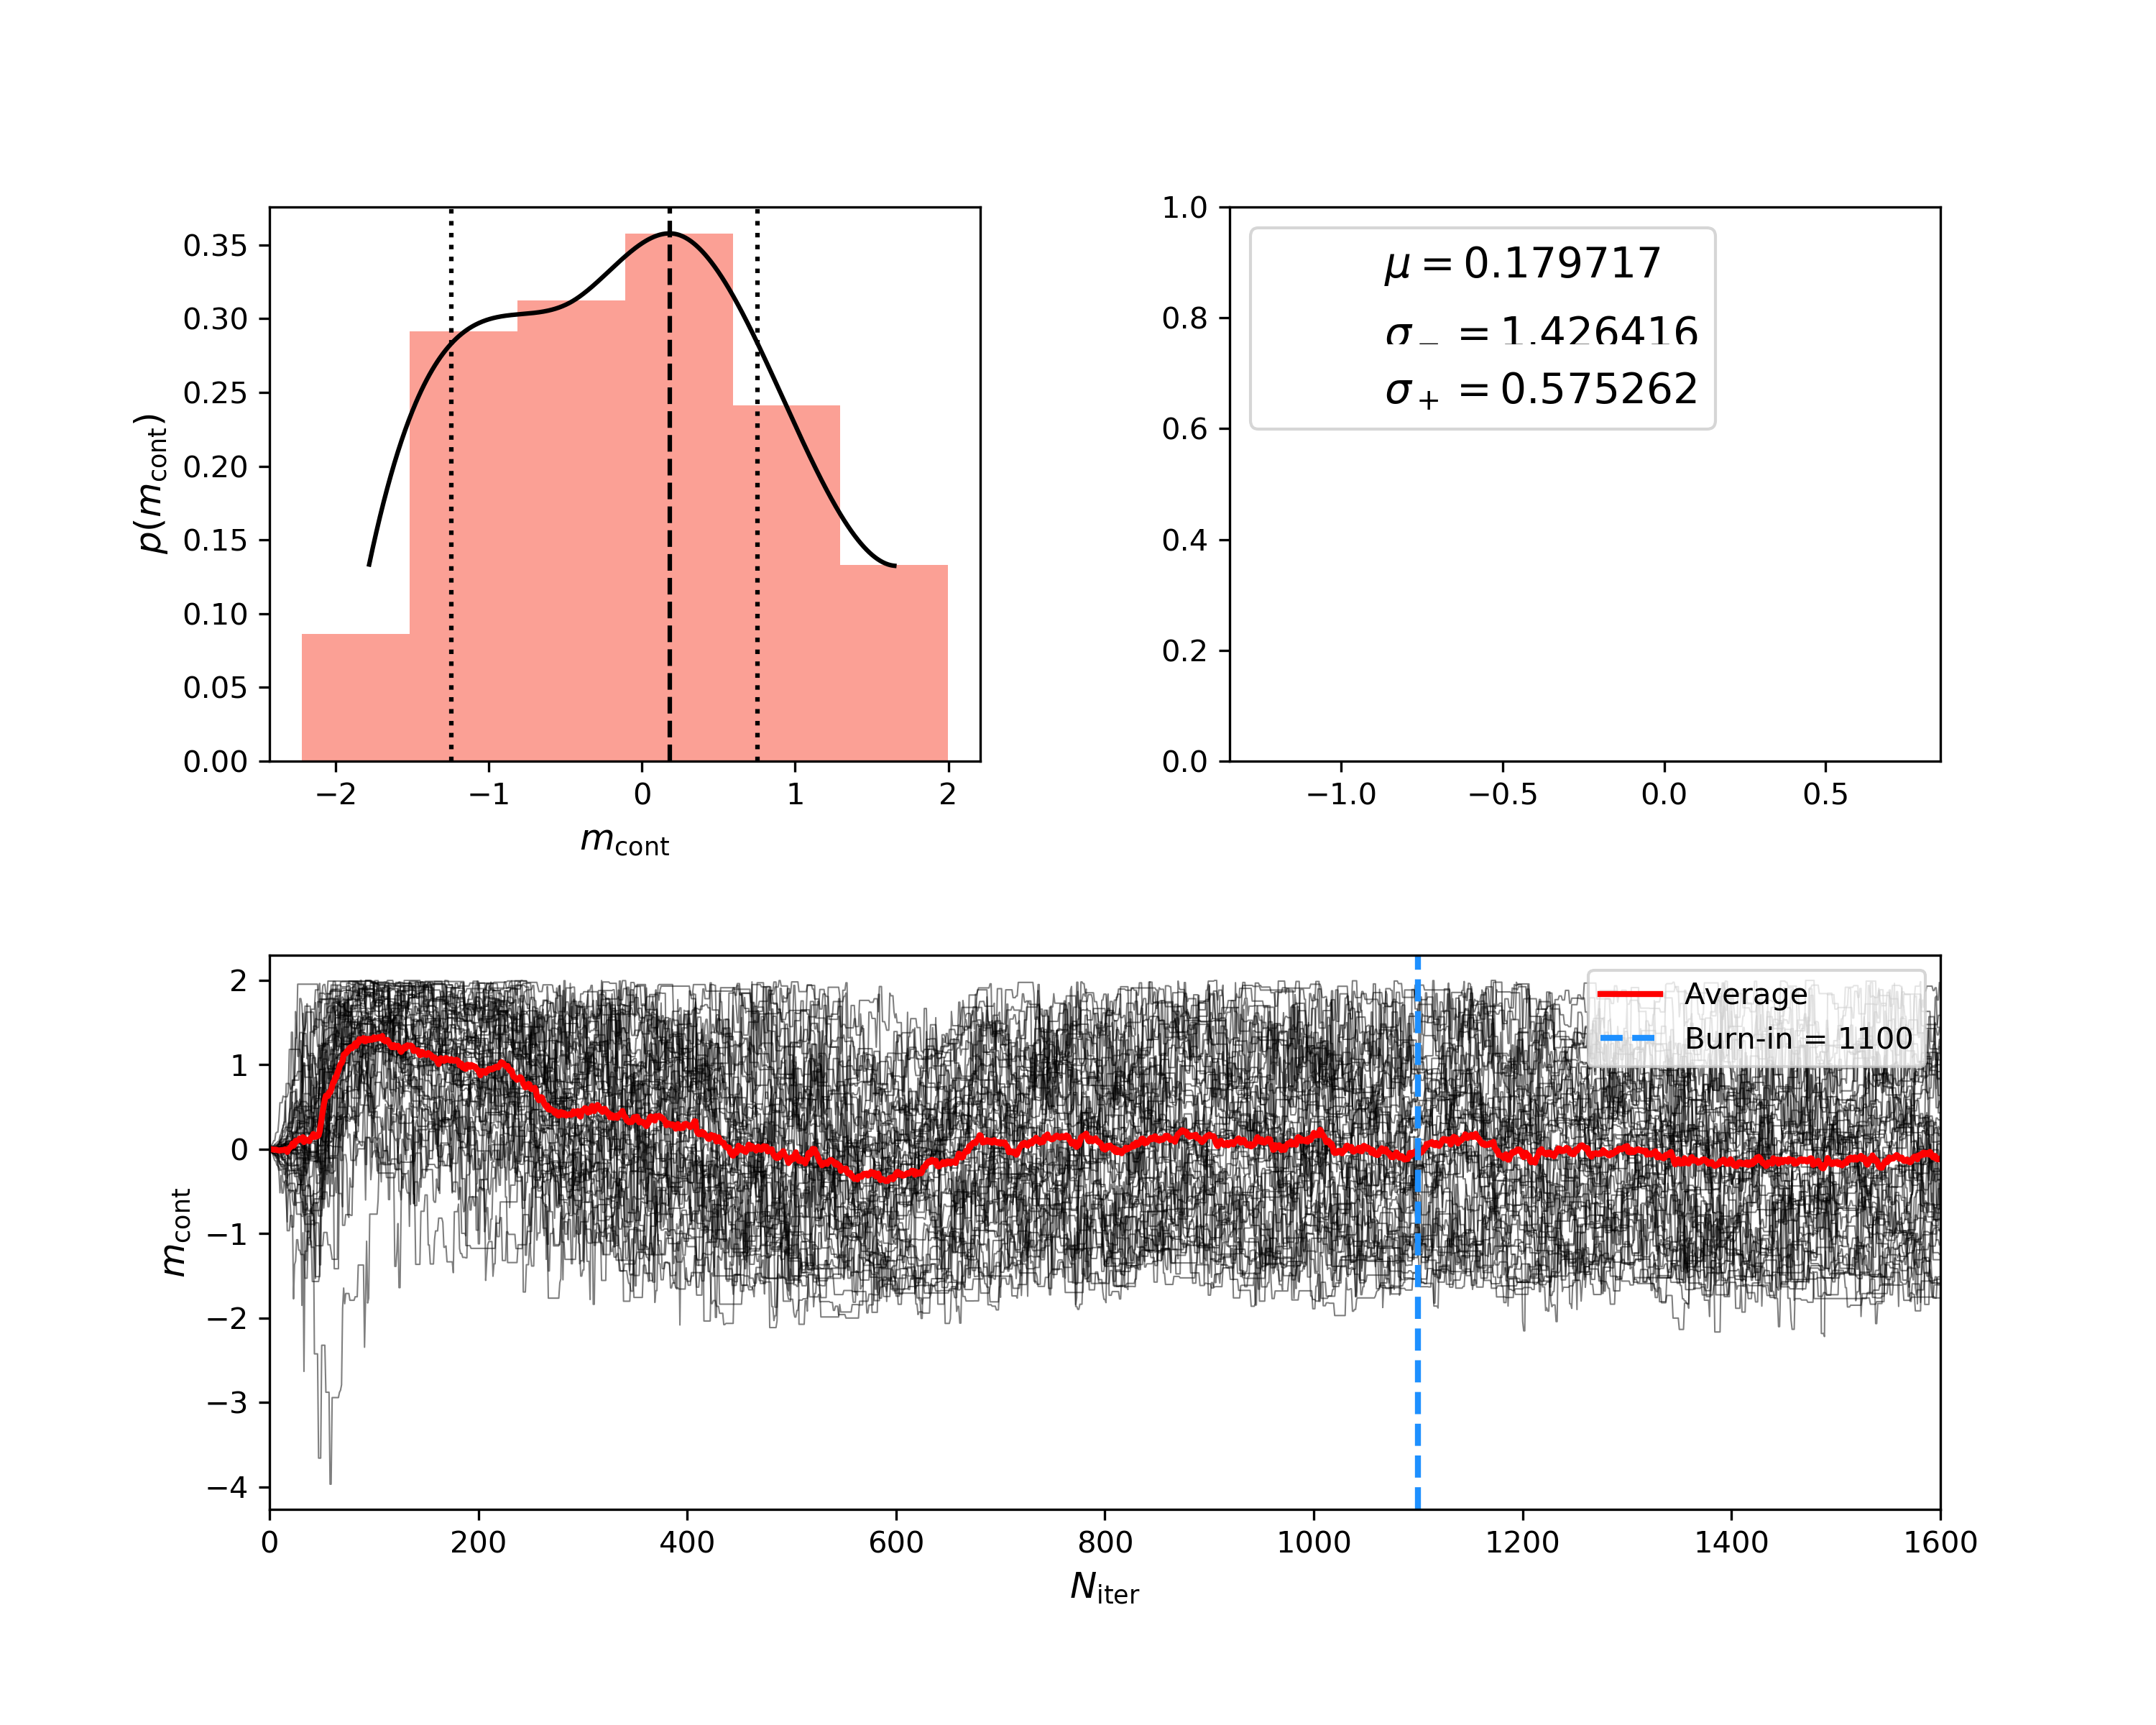 0.35
0.30
0.25
0.20
0.15
0.10
0.05
0.00
p(m_cont)
−2 −1 0 1 2
m_cont
1.0
0.8
0.6
0.4
0.2
0.0
μ = 0.179717
σ_− = 1.426416
σ_+ = 0.575262
−1.0 −0.5 0.0 0.5
2
1
0
−1
−2
−3
−4
m_cont
Average
Burn-in = 1100
0 200 400 600 800 1000 1200 1400 1600
N_iter